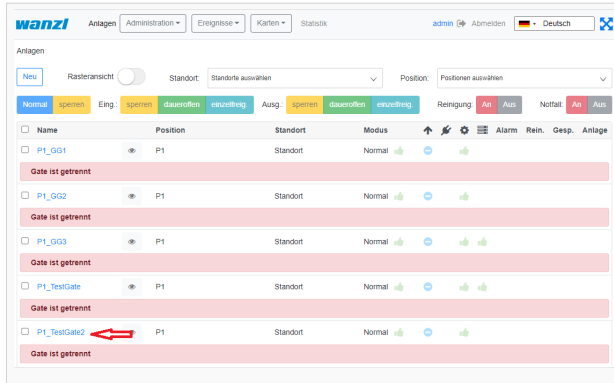 wanzl Anlagen Administration Ereignisse Karten Statistik admin Abmelden Deutsch
Anlagen
Neu Rasteransicht Standort: Standorte auswählen Position: Positionen auswählen
Normal sperren Eing.: sperren daueroffen einzelfreig. Ausg.: sperren daueroffen einzelfreig. Reinigung: An Aus Notfall: An Aus
Name Position Standort Modus Alarm Rein. Gesp. Anlage
P1_GG1 P1 Standort Normal
Gate ist getrennt
P1_GG2 P1 Standort Normal
Gate ist getrennt
P1_GG3 P1 Standort Normal
Gate ist getrennt
P1_TestGate P1 Standort Normal
Gate ist getrennt
P1_TestGate2 P1 Standort Normal
Gate ist getrennt